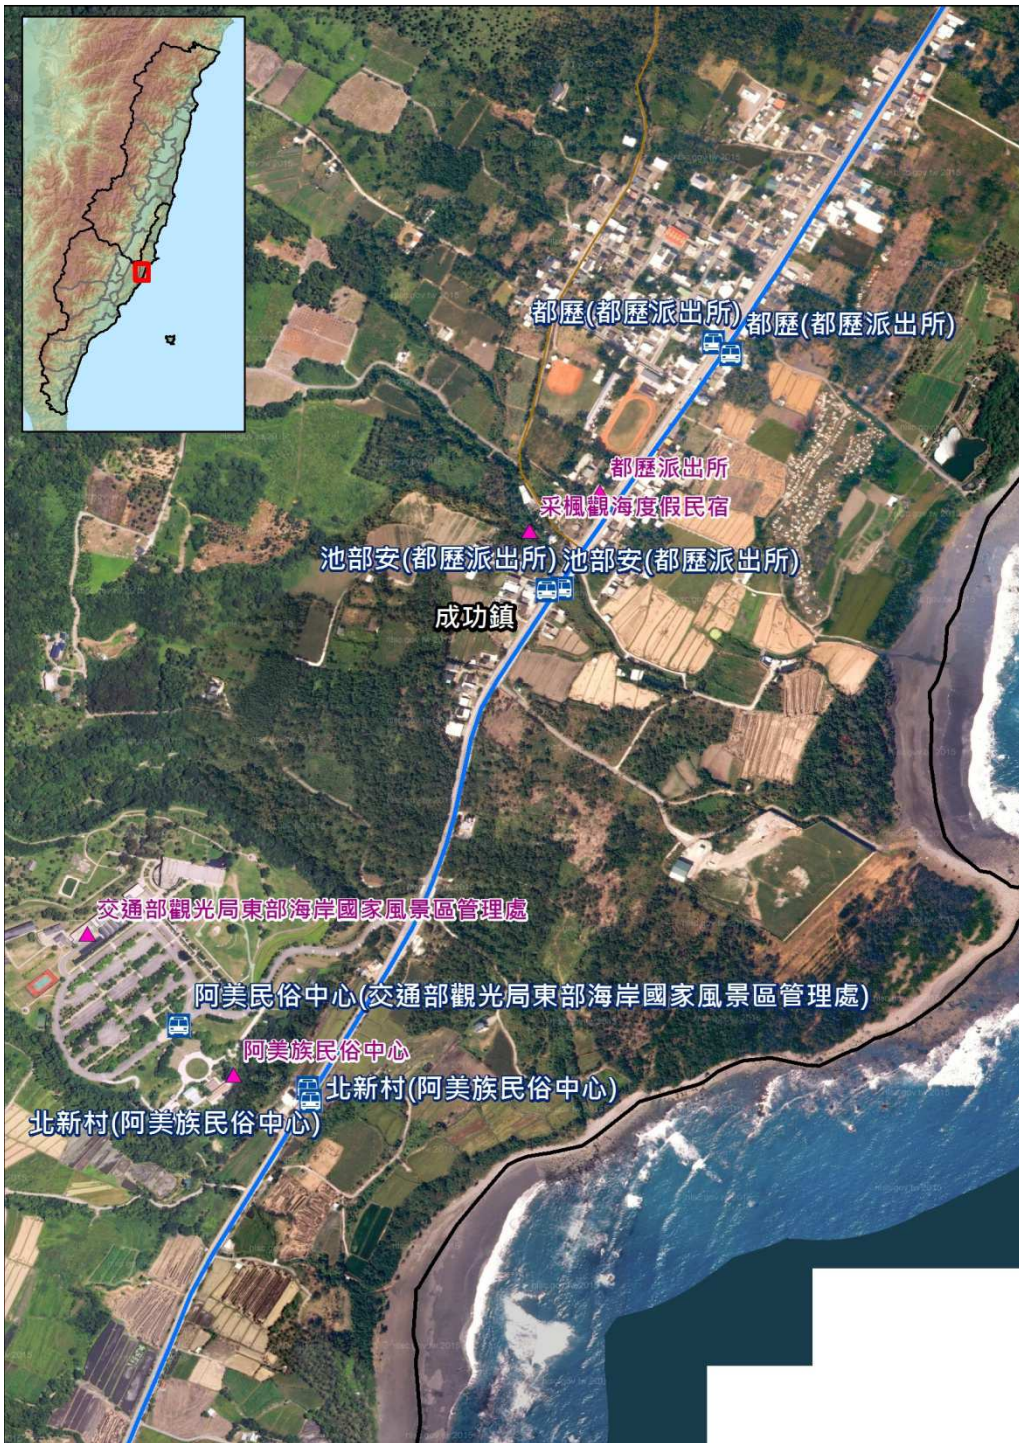 都歷(都歷派出所)
都歷(都歷派出所)
都歷派出所
采楓觀海度假民宿
池部安(都歷派出所)
池部安(都歷派出所)
成功鎮
交通部觀光局東部海岸國家風景區管理處
阿美民俗中心(交通部觀光局東部海岸國家風景區管理處)
阿美族民俗中心
北新村(阿美族民俗中心)
北新村(阿美族民俗中心)